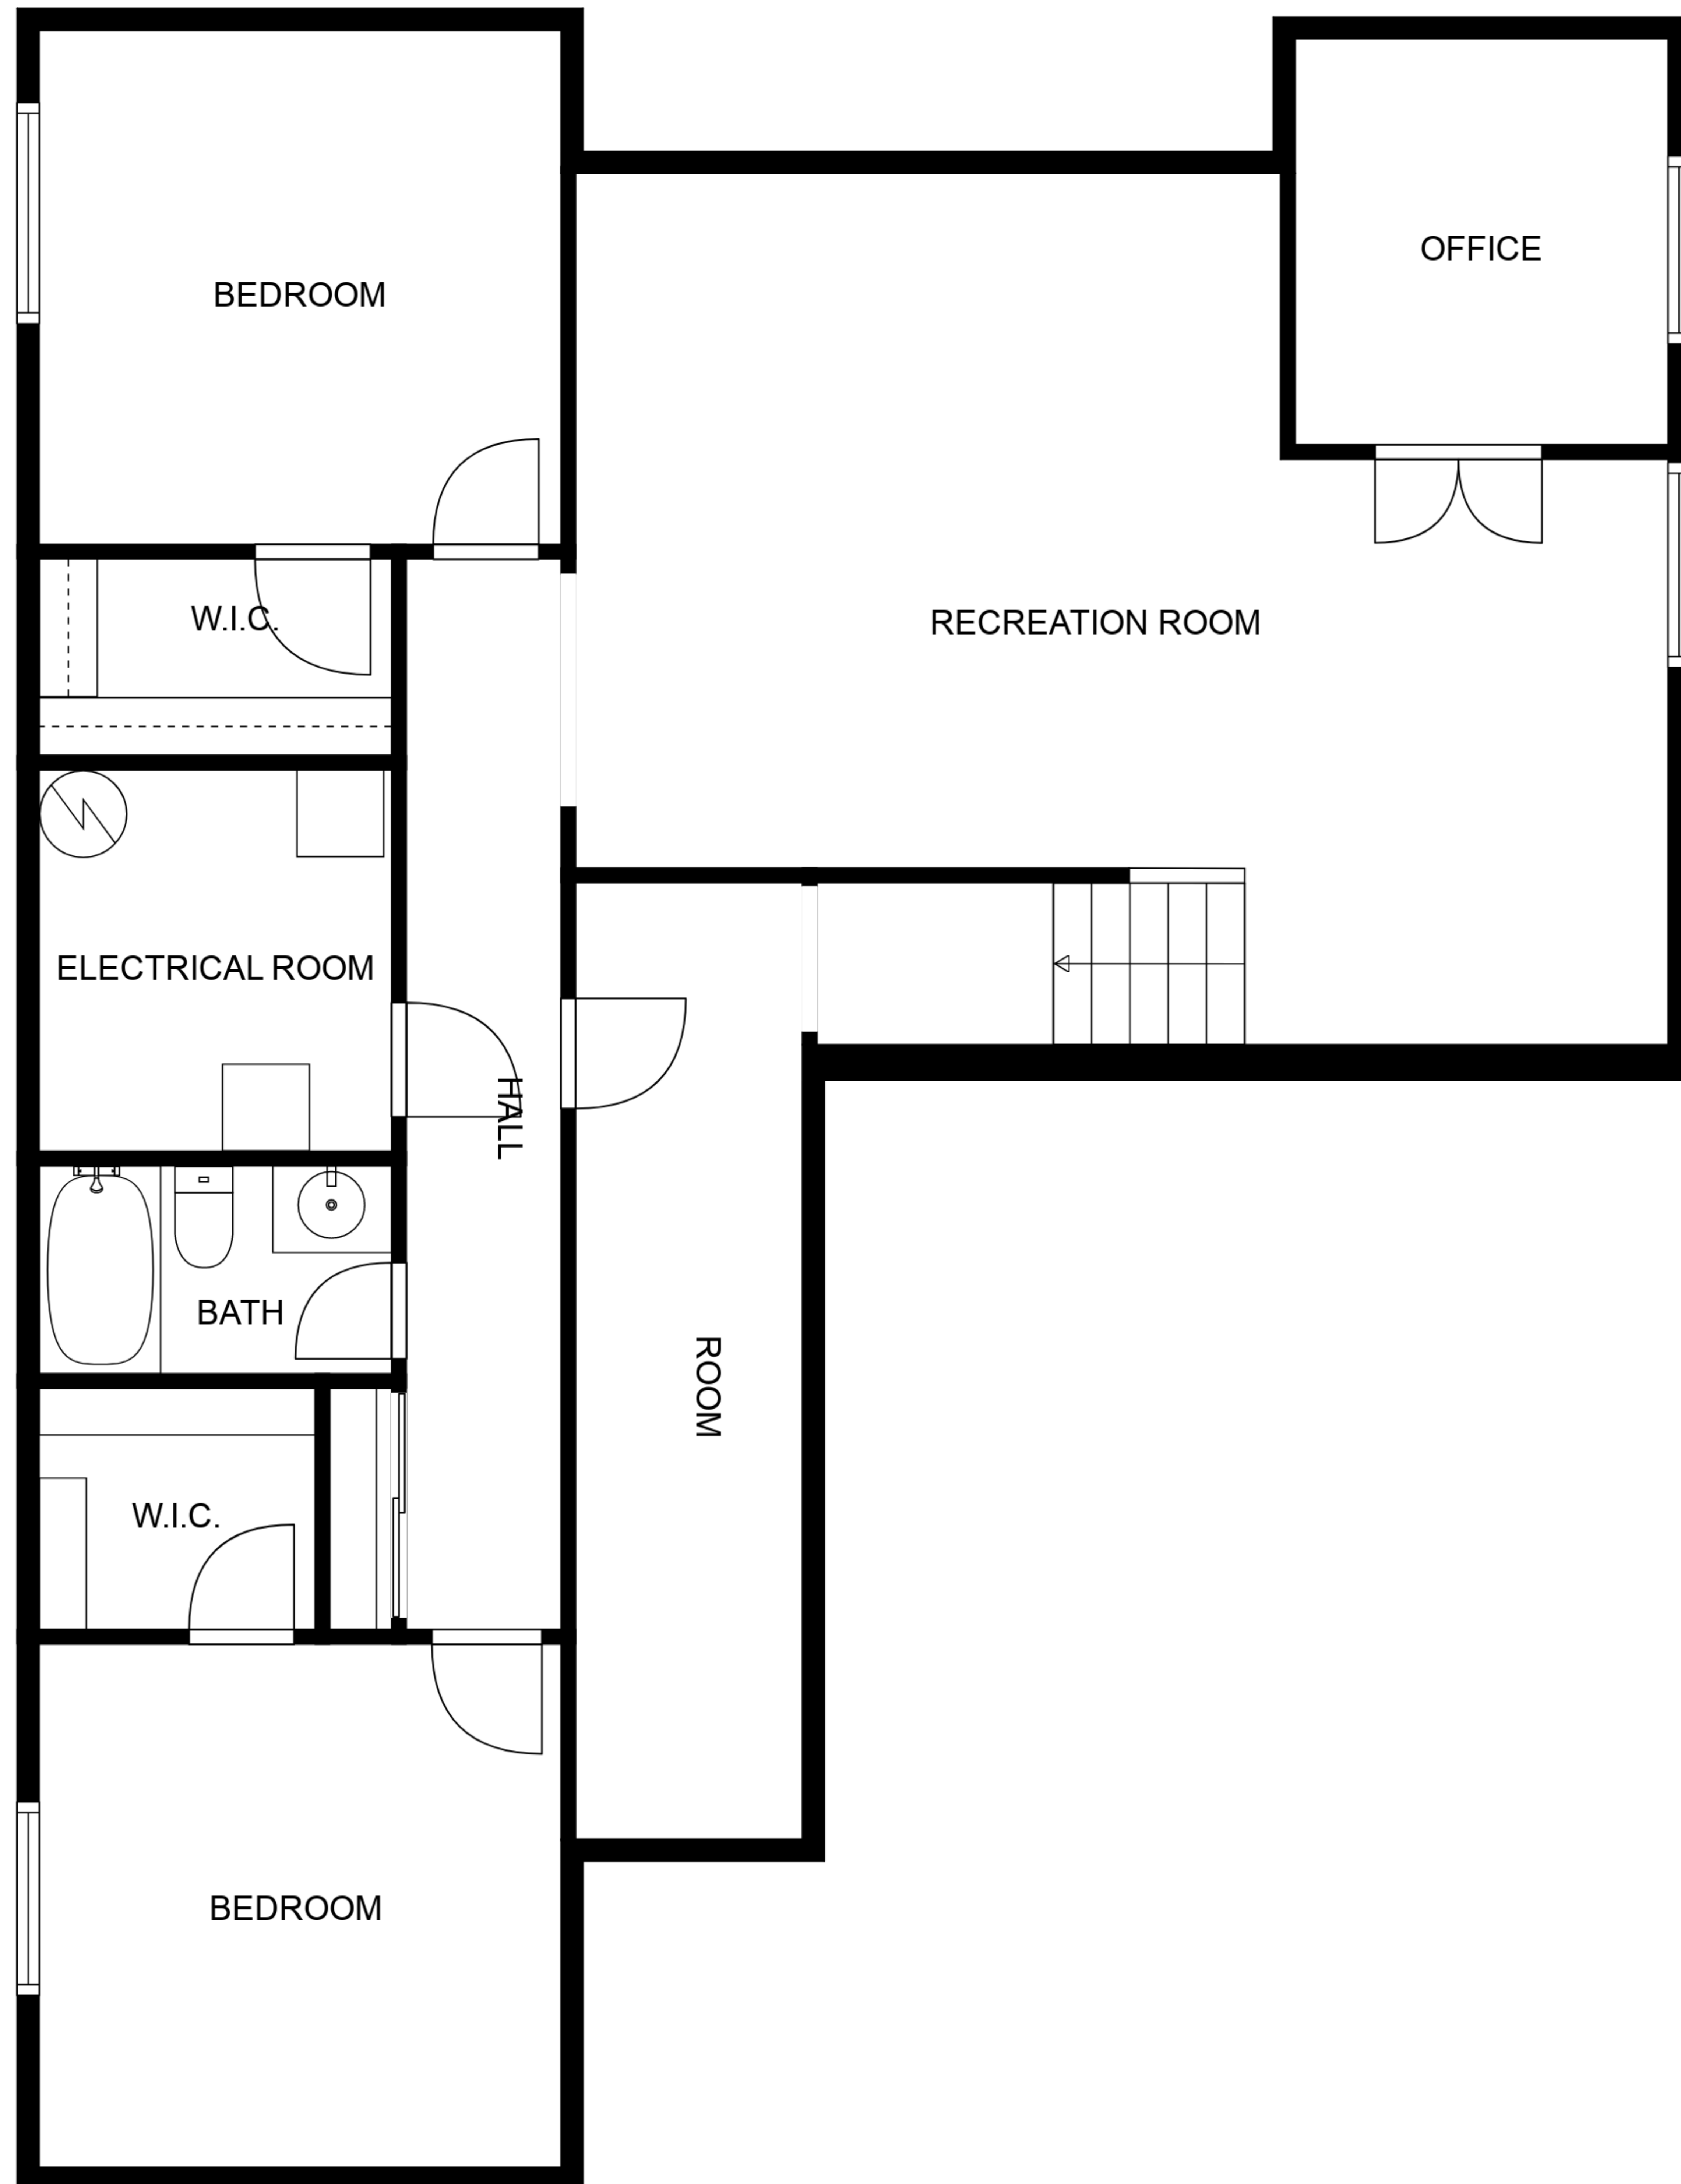 OFFICE
BEDROOM
W.I.C.
RECREATION ROOM
ELECTRICAL ROOM
HALL
BATH
ROOM
W.I.C.
BEDROOM